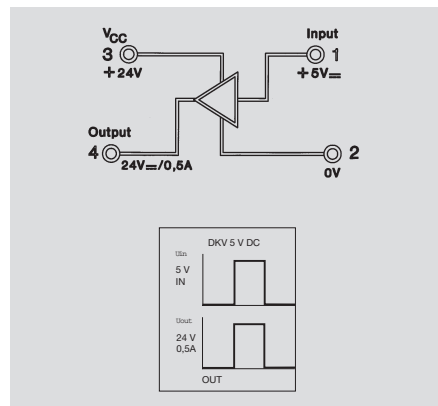 V_CC
Input
3
1
+24V
+5V⎓
Output
4
2
24V⎓/0,5A
0V
DKV 5 V DC
Uin
5 V
IN
Uout
24 V
0,5A
OUT